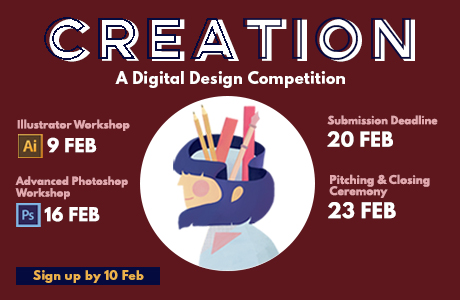 CREATION
A Digital Design Competition
Illustrator Workshop
Ai 9 FEB
Advanced Photoshop
Workshop
Ps 16 FEB
Sign up by 10 Feb
Submission Deadline
20 FEB
Pitching & Closing
Ceremony
23 FEB